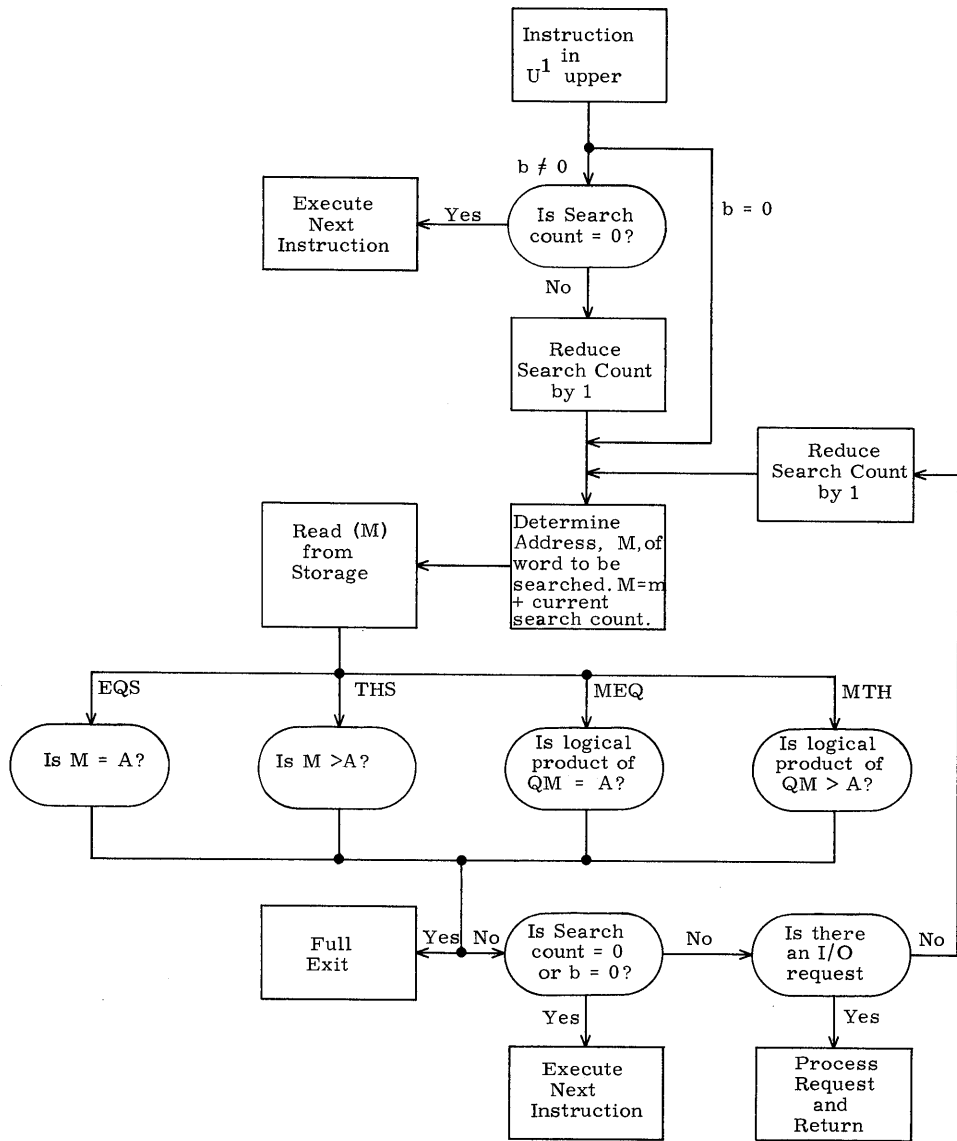 Instruction
in
U1 upper
b ≠ 0
b = 0
Execute
Next
Instruction
Yes
Is Search
count = 0?
No
Reduce
Search Count
by 1
Reduce
Search Count
by 1
Read (M)
from
Storage
Determine
Address, M, of
word to be
searched. M=m
+ current
search count.
EQS
THS
MEQ
MTH
Is M = A?
Is M >A?
Is logical
product of
QM = A?
Is logical
product of
QM > A?
Full
Exit
Yes
No
Is Search
count = 0
or b = 0?
No
Is there
an I/O
request
No
Yes
Yes
Execute
Next
Instruction
Process
Request
and
Return